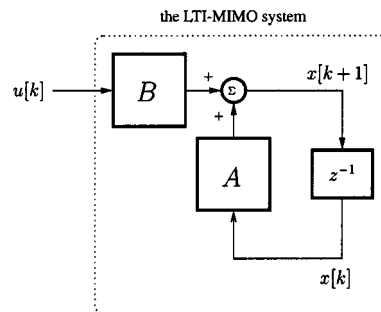 the LTI-MIMO system
u[k]
B
+
Σ
+
x[k+1]
A
z⁻¹
x[k]